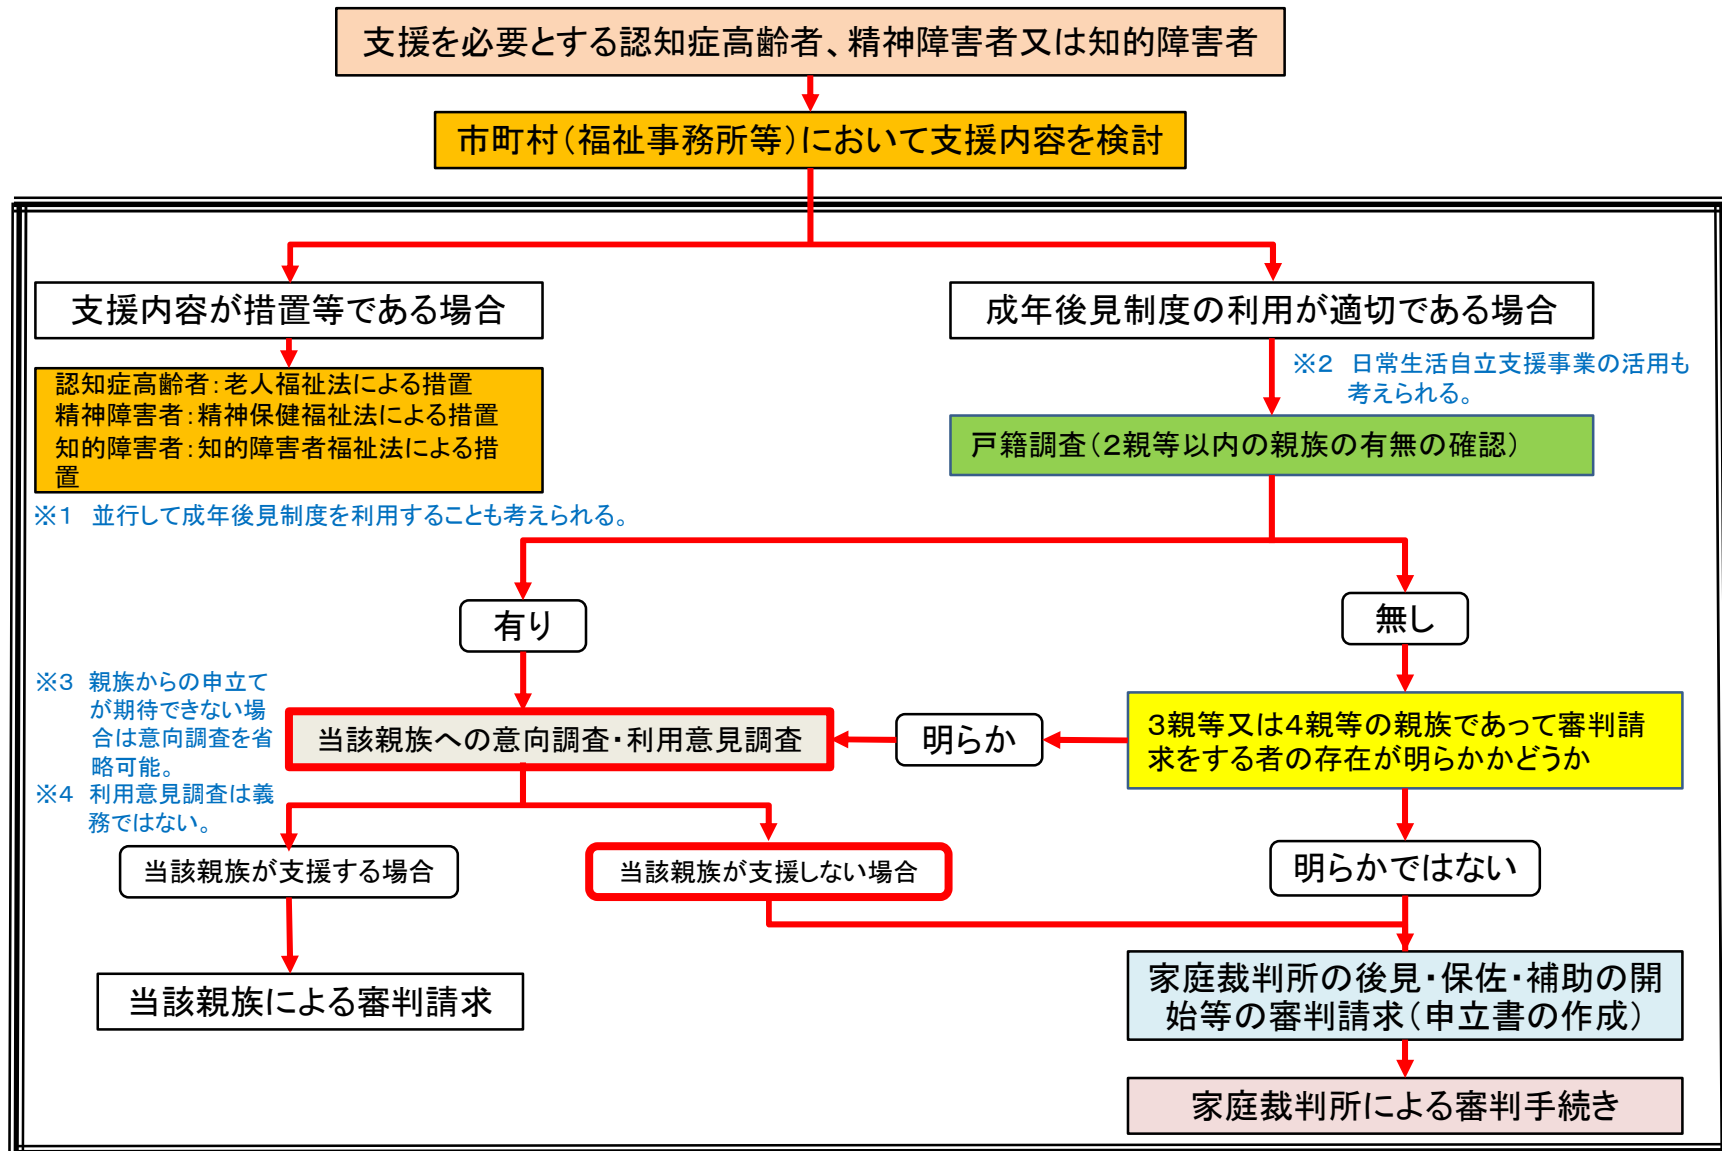 支援を必要とする認知症高齢者、精神障害者又は知的障害者
市町村（福祉事務所等）において支援内容を検討
支援内容が措置等である場合
成年後見制度の利用が適切である場合
※2 日常生活自立支援事業の活用も
考えられる。
認知症高齢者：老人福祉法による措置
精神障害者：精神保健福祉法による措置
知的障害者：知的障害者福祉法による措
置
戸籍調査（2親等以内の親族の有無の確認）
※1 並行して成年後見制度を利用することも考えられる。
有り
無し
※3 親族からの申立て
が期待できない場
合は意向調査を省
略可能。
※4 利用意見調査は義
務ではない。
当該親族への意向調査・利用意見調査
明らか
3親等又は4親等の親族であって審判請
求をする者の存在が明らかかどうか
当該親族が支援する場合
当該親族が支援しない場合
明らかではない
当該親族による審判請求
家庭裁判所の後見・保佐・補助の開
始等の審判請求（申立書の作成）
家庭裁判所による審判手続き